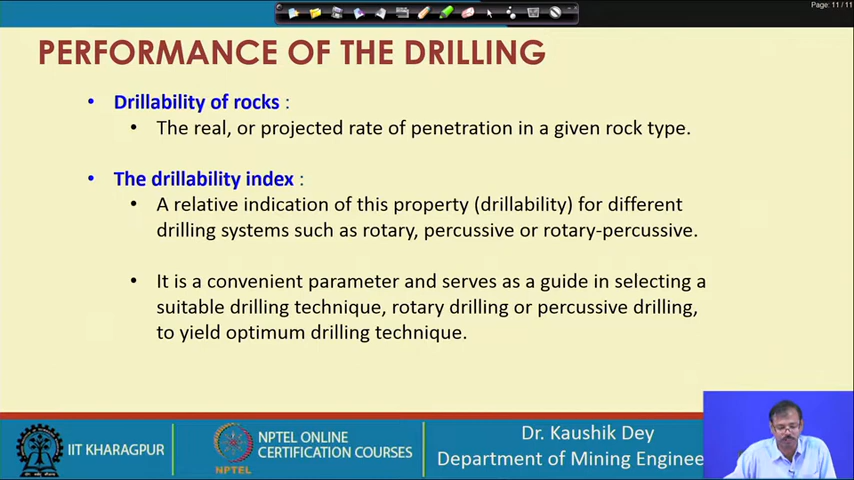 Page: 11 / 11
PERFORMANCE OF THE DRILLING
• Drillability of rocks :
• The real, or projected rate of penetration in a given rock type.
• The drillability index :
• A relative indication of this property (drillability) for different
drilling systems such as rotary, percussive or rotary-percussive.
• It is a convenient parameter and serves as a guide in selecting a
suitable drilling technique, rotary drilling or percussive drilling,
to yield optimum drilling technique.
IIT KHARAGPUR
NPTEL
NPTEL ONLINE
CERTIFICATION COURSES
Dr. Kaushik Dey
Department of Mining Enginee